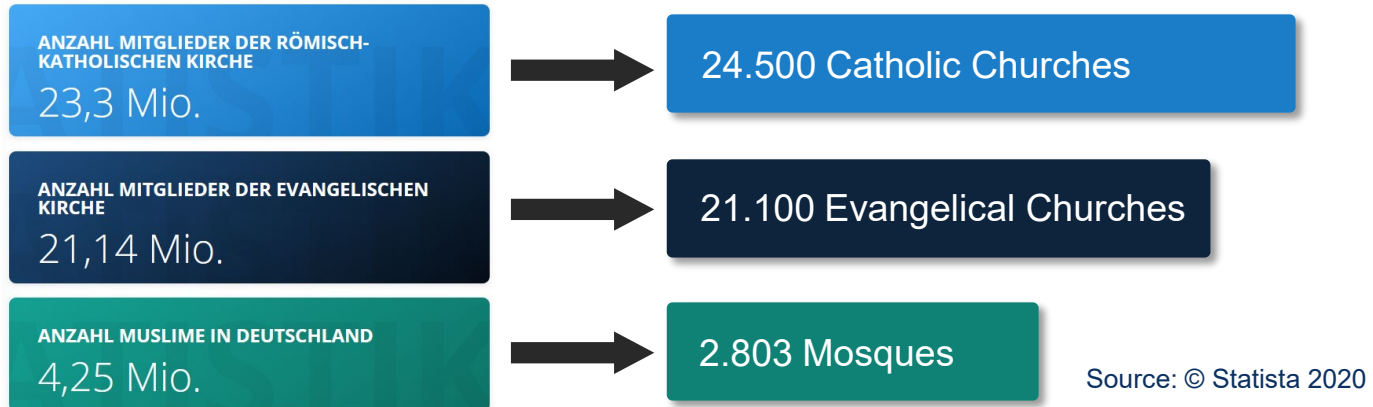 ANZAHL MITGLIEDER DER RÖMISCH-
KATHOLISCHEN KIRCHE
23,3 Mio.
24.500 Catholic Churches
ANZAHL MITGLIEDER DER EVANGELISCHEN
KIRCHE
21,14 Mio.
21.100 Evangelical Churches
ANZAHL MUSLIME IN DEUTSCHLAND
4,25 Mio.
2.803 Mosques
Source: © Statista 2020